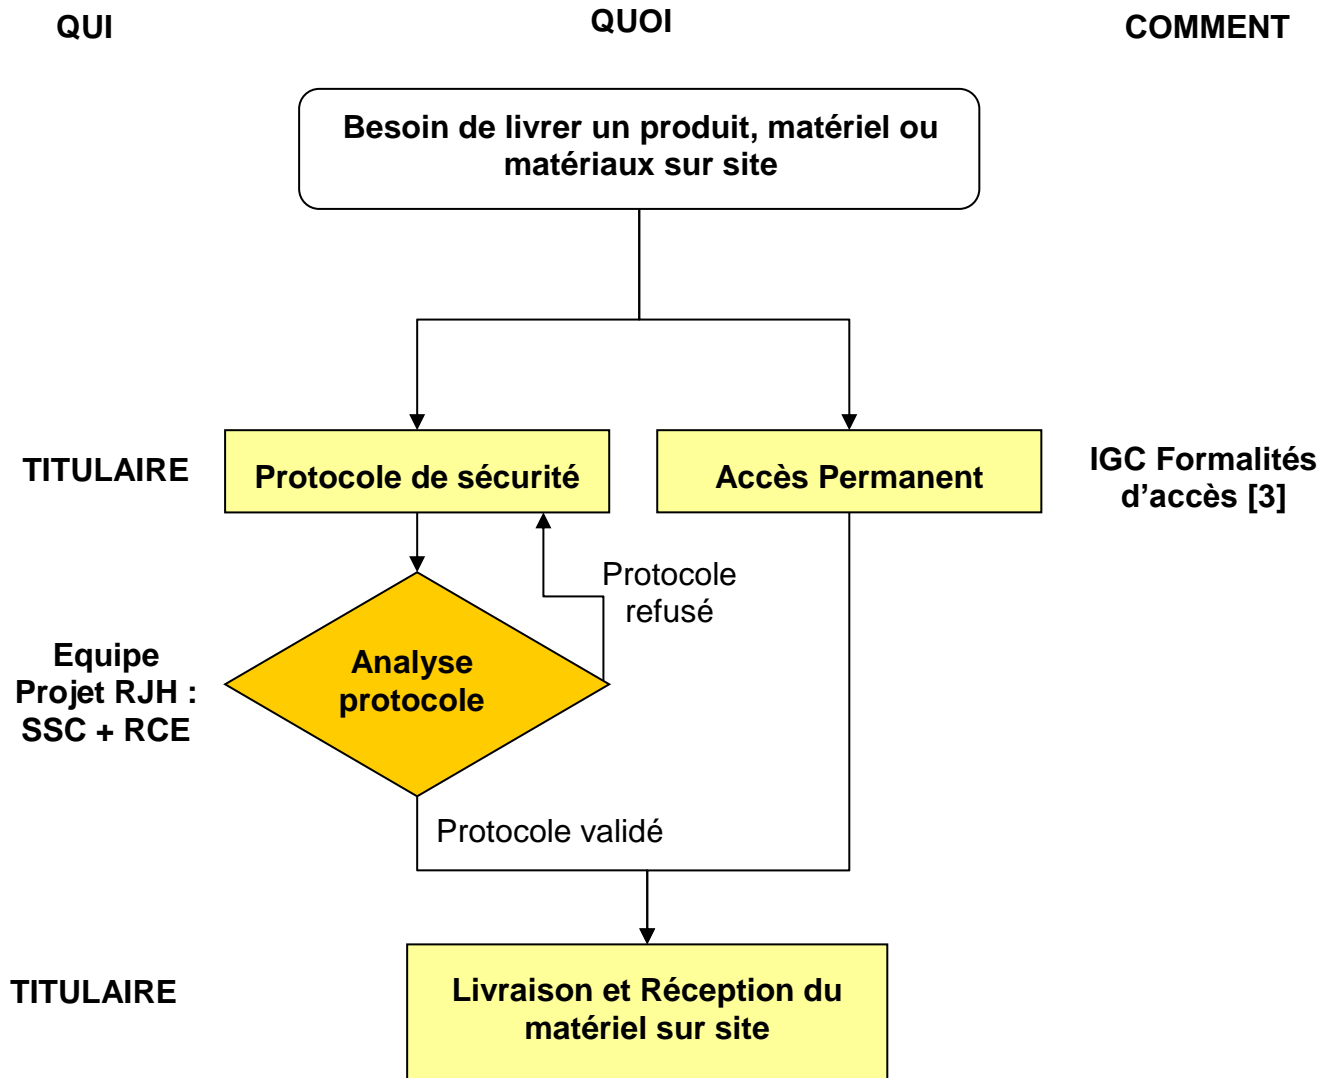 QUI
QUOI
COMMENT
Besoin de livrer un produit, matériel ou
matériaux sur site
TITULAIRE
Protocole de sécurité
Accès Permanent
IGC Formalités
d’accès [3]
Protocole
refusé
Equipe
Projet RJH :
SSC + RCE
Analyse
protocole
Protocole validé
TITULAIRE
Livraison et Réception du
matériel sur site